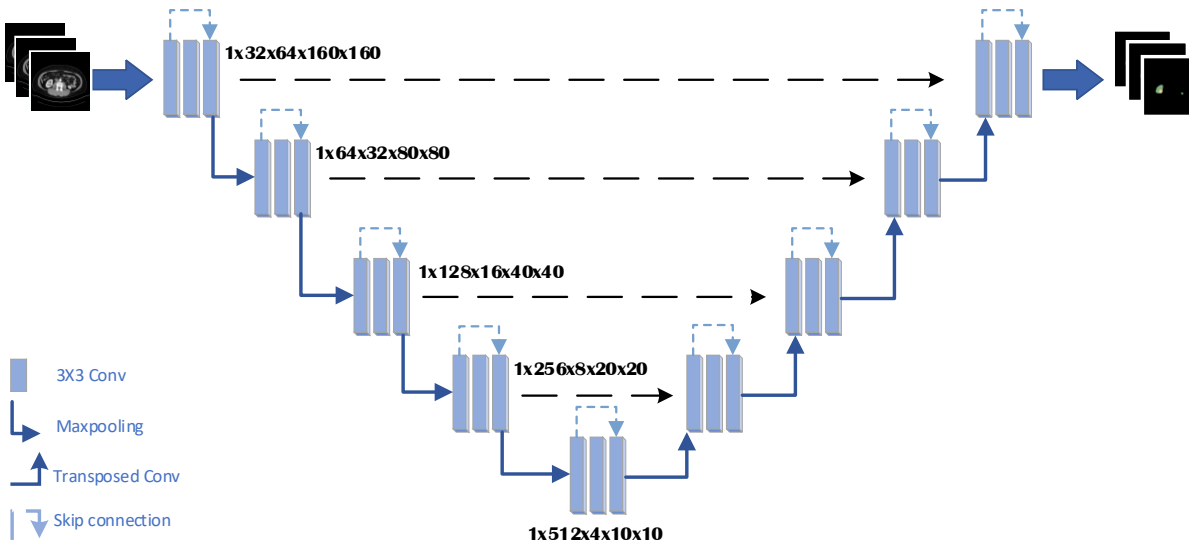 1x32x64x160x160
1x64x32x80x80
1x128x16x40x40
1x256x8x20x20
1x512x4x10x10
3X3 Conv
Maxpooling
Transposed Conv
Skip connection